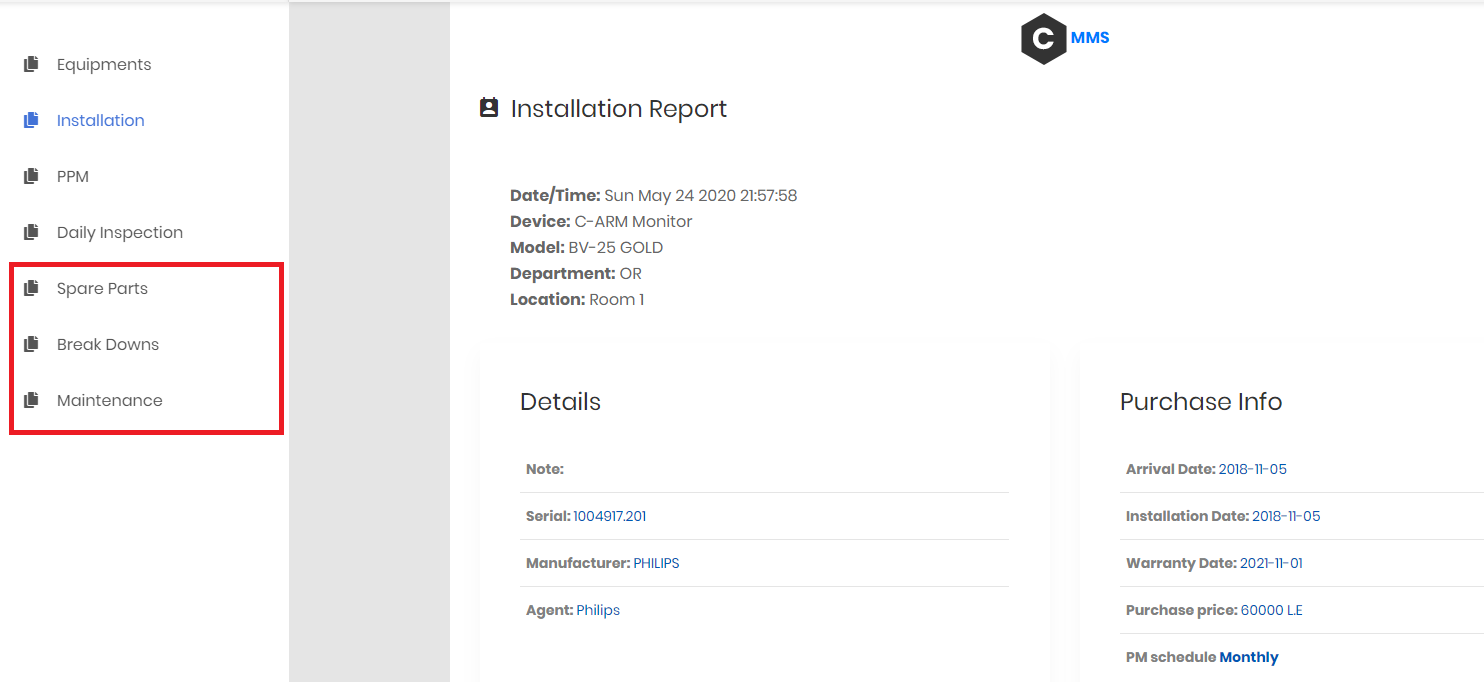 Equipments
Installation
PPM
Daily Inspection
Spare Parts
Break Downs
Maintenance
C MMS
Installation Report
Date/Time: Sun May 24 2020 21:57:58
Device: C-ARM Monitor
Model: BV-25 GOLD
Department: OR
Location: Room 1
Details
Note:
Serial: 1004917.201
Manufacturer: PHILIPS
Agent: Philips
Purchase Info
Arrival Date: 2018-11-05
Installation Date: 2018-11-05
Warranty Date: 2021-11-01
Purchase price: 60000 L.E
PM schedule Monthly